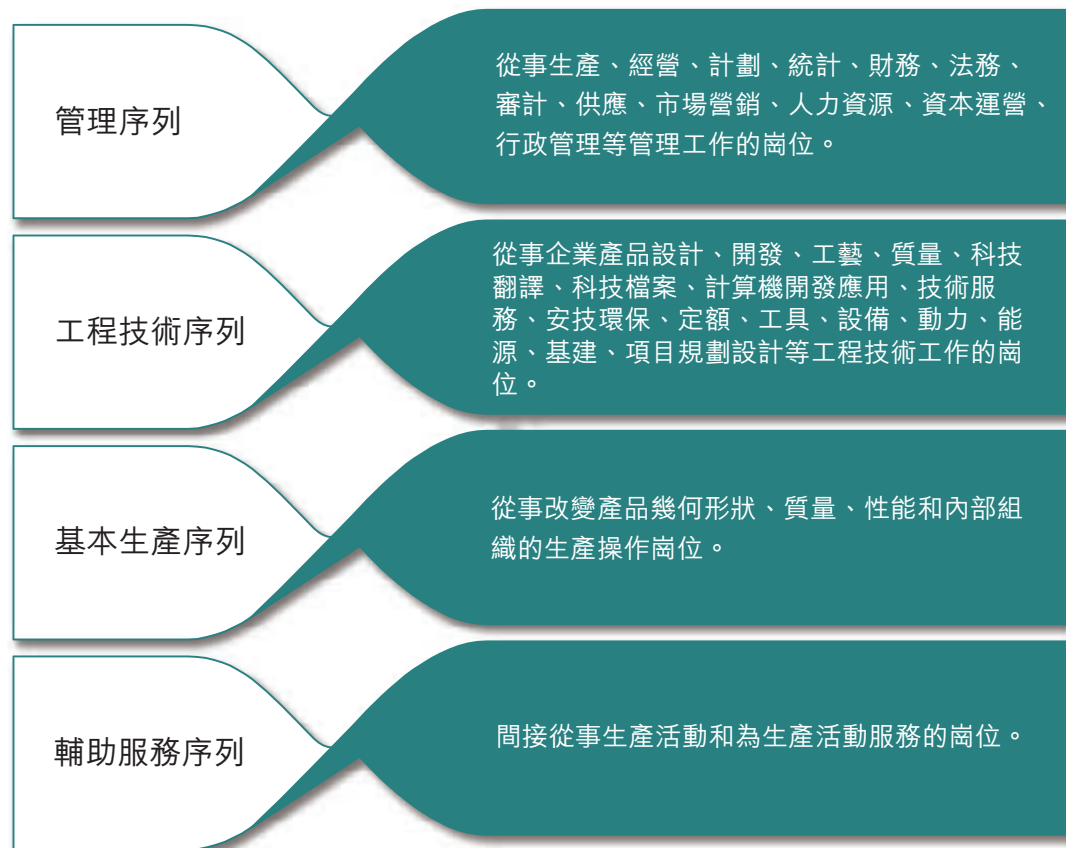 管理序列
從事生產、經營、計劃、統計、財務、法務、
審計、供應、市場營銷、人力資源、資本運營、
行政管理等管理工作的崗位。
工程技術序列
從事企業產品設計、開發、工藝、質量、科技
翻譯、科技檔案、計算機開發應用、技術服
務、安技環保、定額、工具、設備、動力、能
源、基建、項目規劃設計等工程技術工作的崗
位。
基本生產序列
從事改變產品幾何形狀、質量、性能和內部組
織的生產操作崗位。
輔助服務序列
間接從事生產活動和為生產活動服務的崗位。